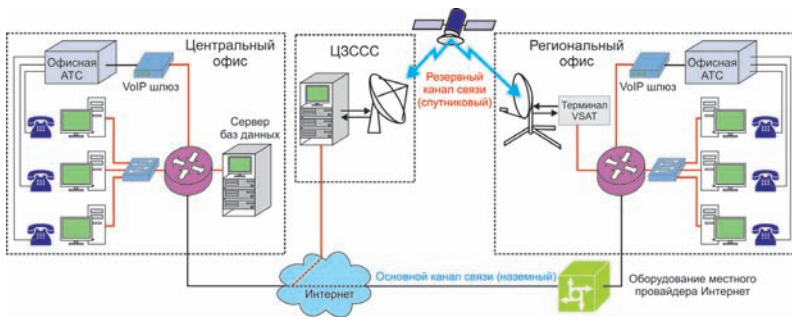 Центральный
офис
Офисная
АТС
VoIP шлюз
Сервер
баз данных
ЦЗССС
Резервный
канал связи
(спутниковый)
Региональный
офис
Терминал
VSAT
VoIP шлюз
Офисная
АТС
Интернет
Основной канал связи (наземный)
Оборудование местного
провайдера Интернет